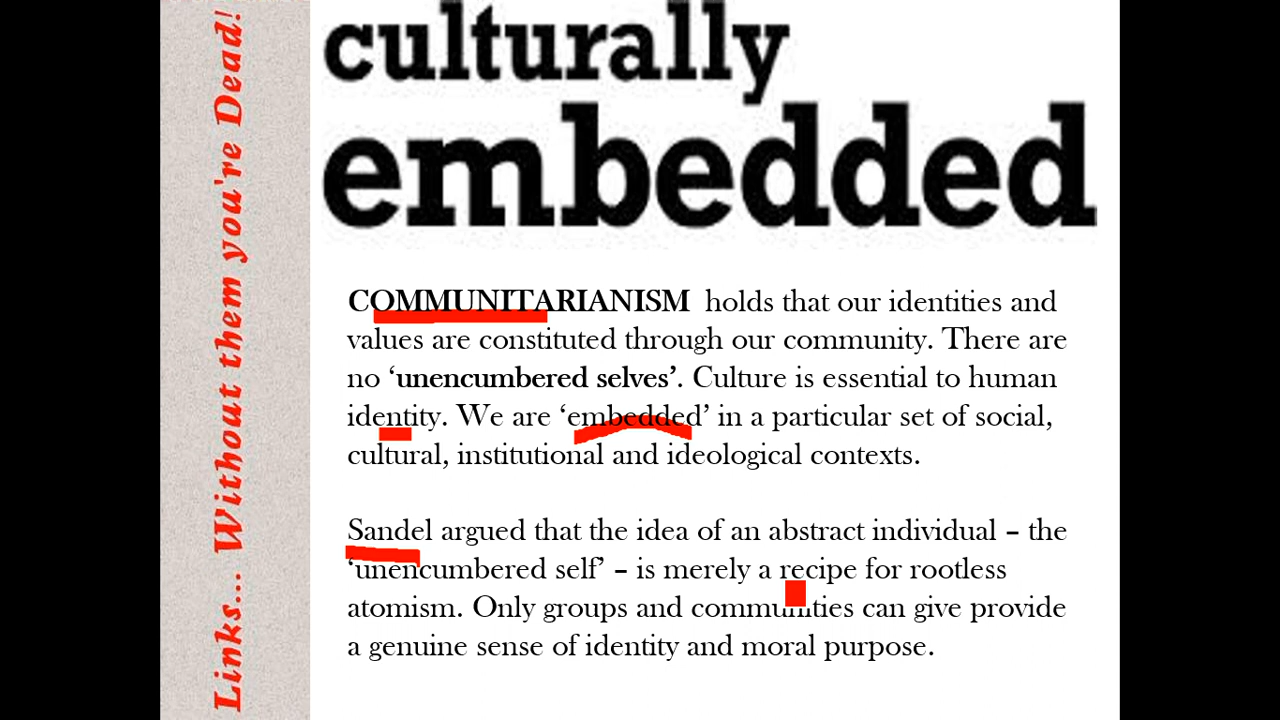 Links... Without them you're Dead!
culturally
embedded
COMMUNITARIANISM holds that our identities and
values are constituted through our community. There are
no ‘unencumbered selves’. Culture is essential to human
identity. We are ‘embedded’ in a particular set of social,
cultural, institutional and ideological contexts.
Sandel argued that the idea of an abstract individual – the
‘unencumbered self’ – is merely a recipe for rootless
atomism. Only groups and communities can give provide
a genuine sense of identity and moral purpose.